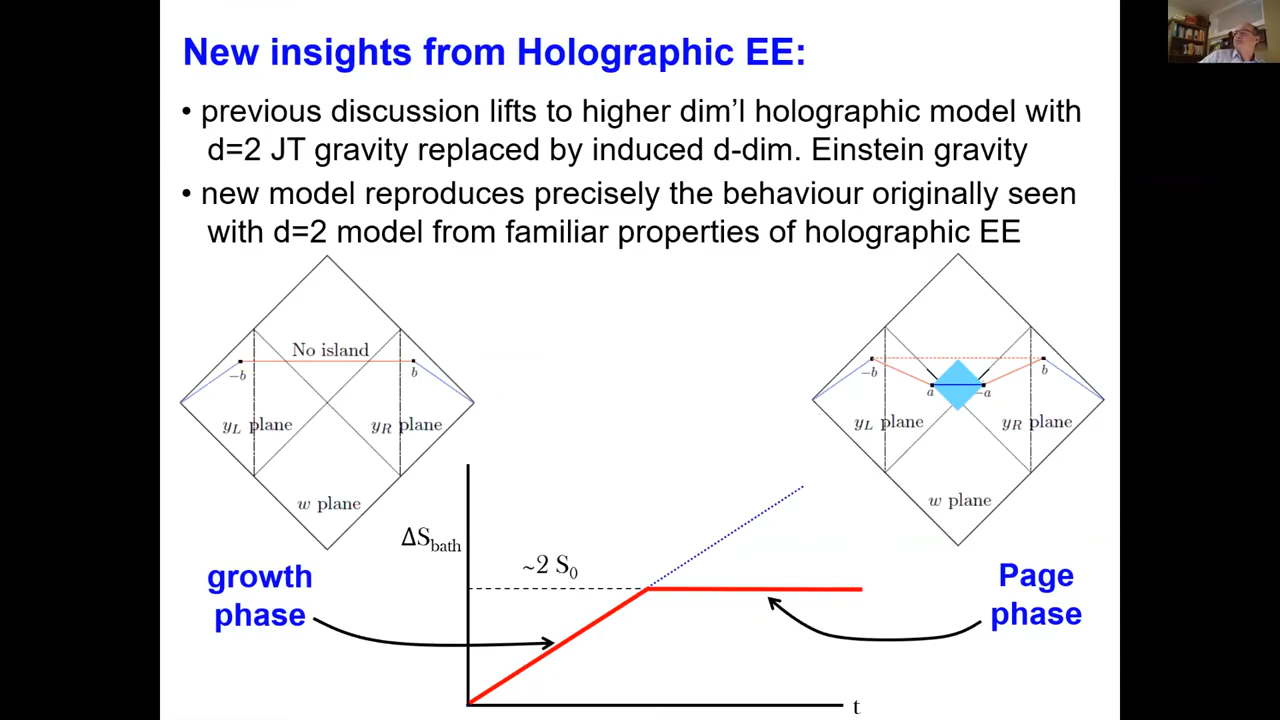 New insights from Holographic EE:
• previous discussion lifts to higher dim’l holographic model with
d=2 JT gravity replaced by induced d-dim. Einstein gravity
• new model reproduces precisely the behaviour originally seen
with d=2 model from familiar properties of holographic EE
No island
−b
b
y_L plane
y_R plane
w plane
−b
b
a
−a
y_L plane
y_R plane
w plane
ΔS_bath
~2 S_0
t
growth
phase
Page
phase